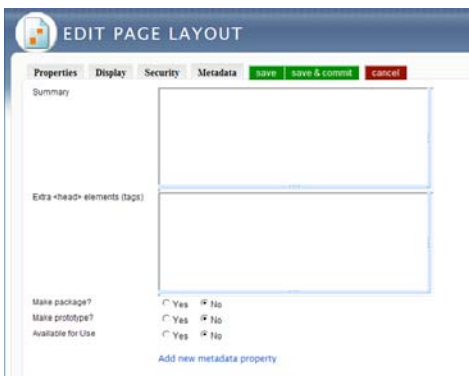 EDIT PAGE LAYOUT
Properties Display Security Metadata save save & commit cancel
Summary
Extra <head> elements (tags)
Make package? Yes No
Make prototype? Yes No
Available for Use Yes No
Add new metadata property